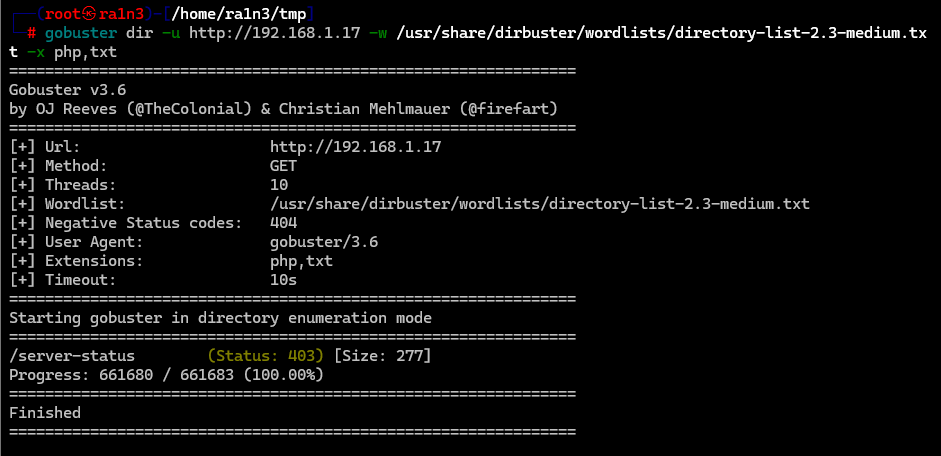 (root㉿ra1n3)-[/home/ra1n3/tmp]
# gobuster dir -u http://192.168.1.17 -w /usr/share/dirbuster/wordlists/directory-list-2.3-medium.tx
t -x php,txt
===============================================================
Gobuster v3.6
by OJ Reeves (@TheColonial) & Christian Mehlmauer (@firefart)
===============================================================
[+] Url:                     http://192.168.1.17
[+] Method:                  GET
[+] Threads:                 10
[+] Wordlist:                /usr/share/dirbuster/wordlists/directory-list-2.3-medium.txt
[+] Negative Status codes:   404
[+] User Agent:              gobuster/3.6
[+] Extensions:              php,txt
[+] Timeout:                 10s
===============================================================
Starting gobuster in directory enumeration mode
===============================================================
/server-status        (Status: 403) [Size: 277]
Progress: 661680 / 661683 (100.00%)
===============================================================
Finished
===============================================================